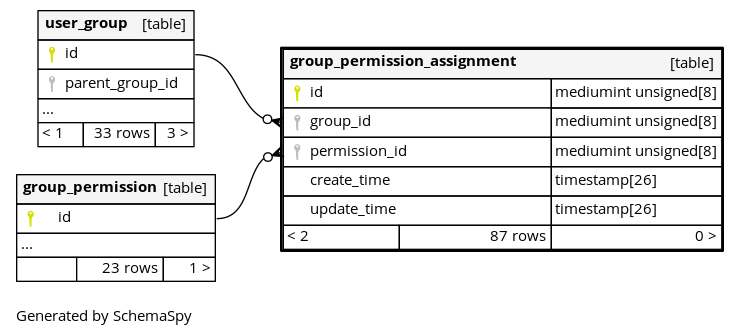 user_group [table]
id
parent_group_id
...
< 1 33 rows 3 >
group_permission_assignment [table]
id mediumint unsigned[8]
group_id mediumint unsigned[8]
permission_id mediumint unsigned[8]
create_time timestamp[26]
update_time timestamp[26]
< 2 87 rows 0 >
group_permission [table]
id
...
23 rows 1 >
Generated by SchemaSpy